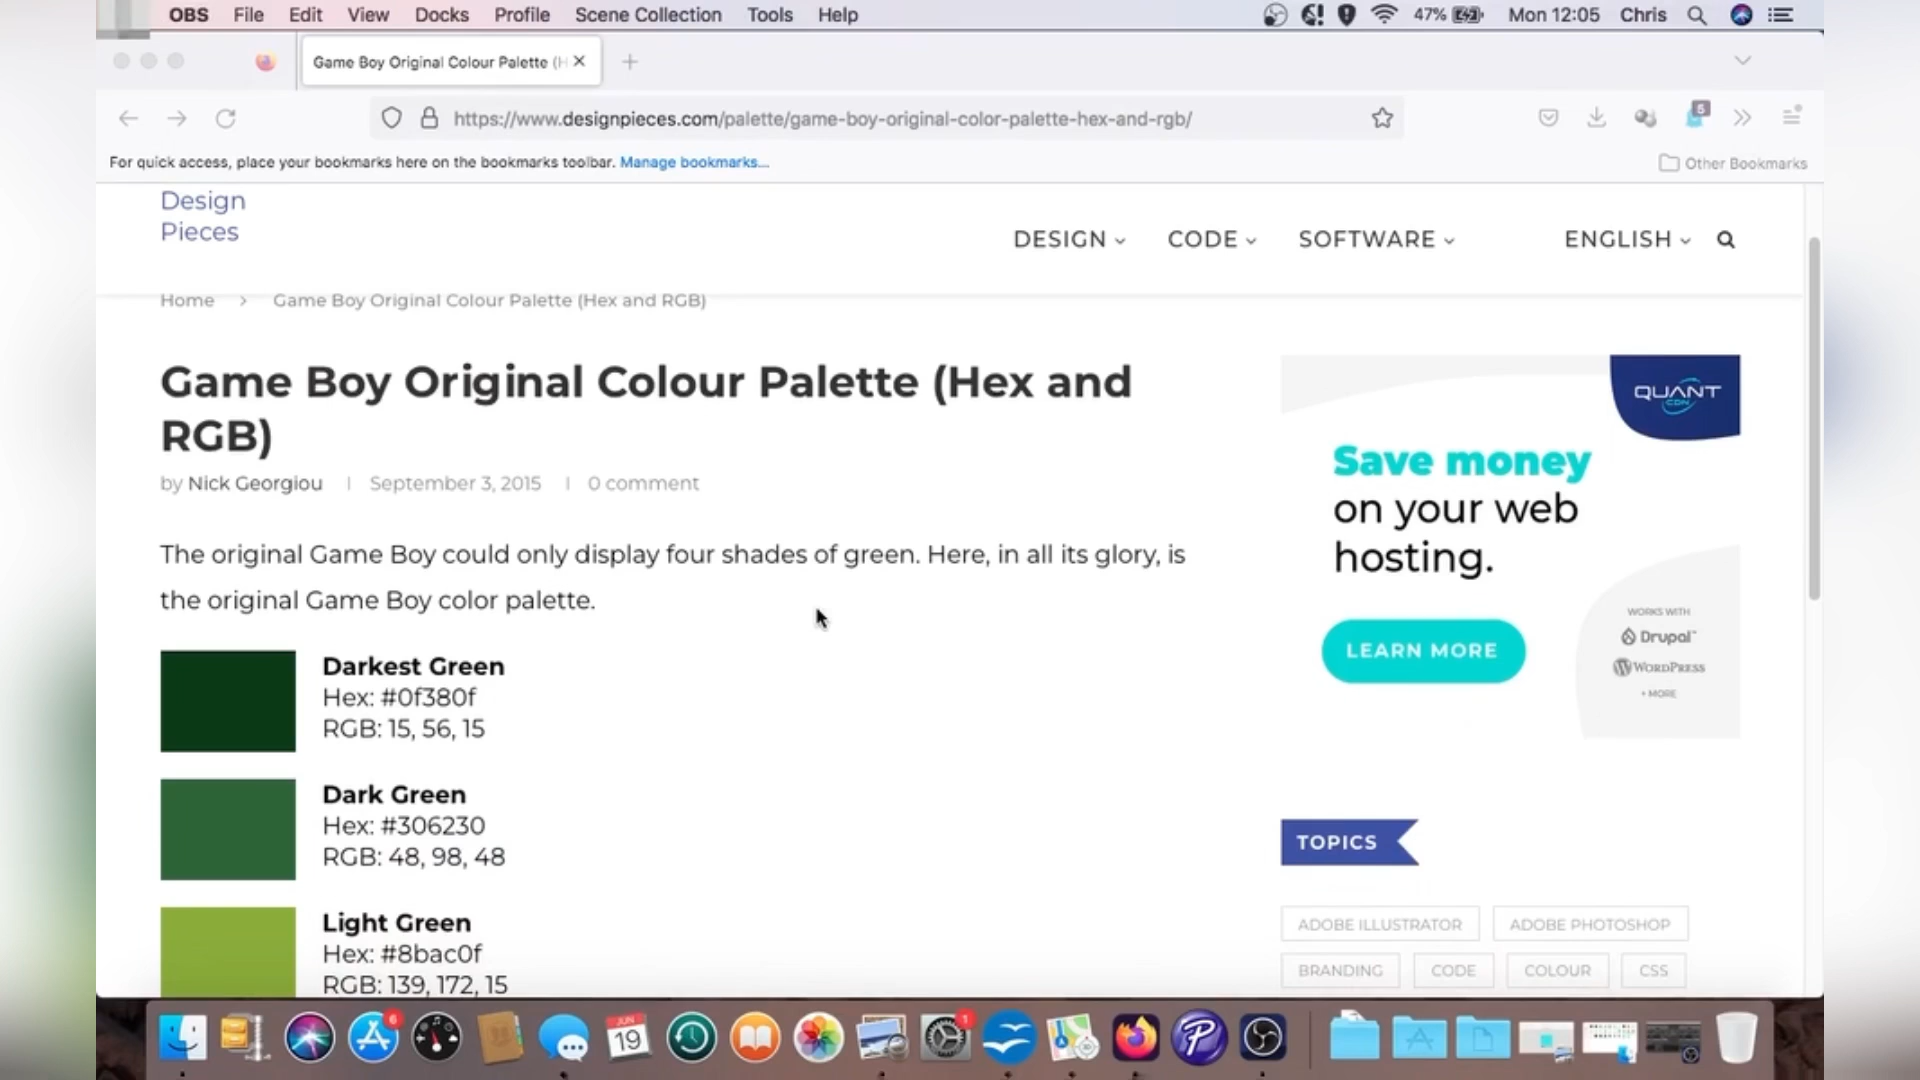 OBS File Edit View Docks Profile Scene Collection Tools Help 47% Mon 12:05 Chris
Game Boy Original Colour Palette (H
https://www.designpieces.com/palette/game-boy-original-color-palette-hex-and-rgb/
5
For quick access, place your bookmarks here on the bookmarks toolbar. Manage bookmarks...
Other Bookmarks
Design
Pieces
DESIGN CODE SOFTWARE ENGLISH
Home > Game Boy Original Colour Palette (Hex and RGB)
Game Boy Original Colour Palette (Hex and
RGB)
by Nick Georgiou | September 3, 2015 | 0 comment
The original Game Boy could only display four shades of green. Here, in all its glory, is
the original Game Boy color palette.
Darkest Green
Hex: #0f380f
RGB: 15, 56, 15
Dark Green
Hex: #306230
RGB: 48, 98, 48
Light Green
Hex: #8bac0f
RGB: 139, 172, 15
QUANT
CDN
Save money
on your web
hosting.
LEARN MORE
WORKS WITH
Drupal™
WORDPRESS
+ MORE
TOPICS
ADOBE ILLUSTRATOR ADOBE PHOTOSHOP
BRANDING CODE COLOUR CSS
6
JUN
19
1